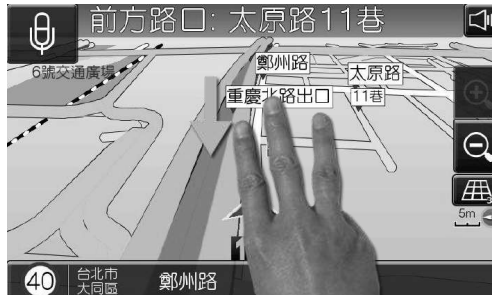 前方路口: 太原路11巷
6號交通廣場
鄭州路
太原路
重慶北路出口
11巷
5m
40
台北市
大同區
鄭州路